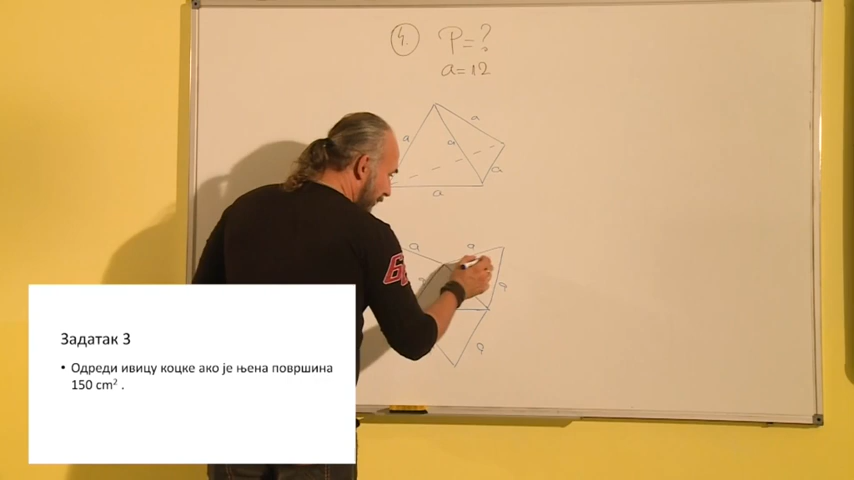 4. P=?
a=12
a
a
a
a
a
a
a
a
a
Задатак 3
• Одреди ивицу коцке ако је њена површина
150 cm² .